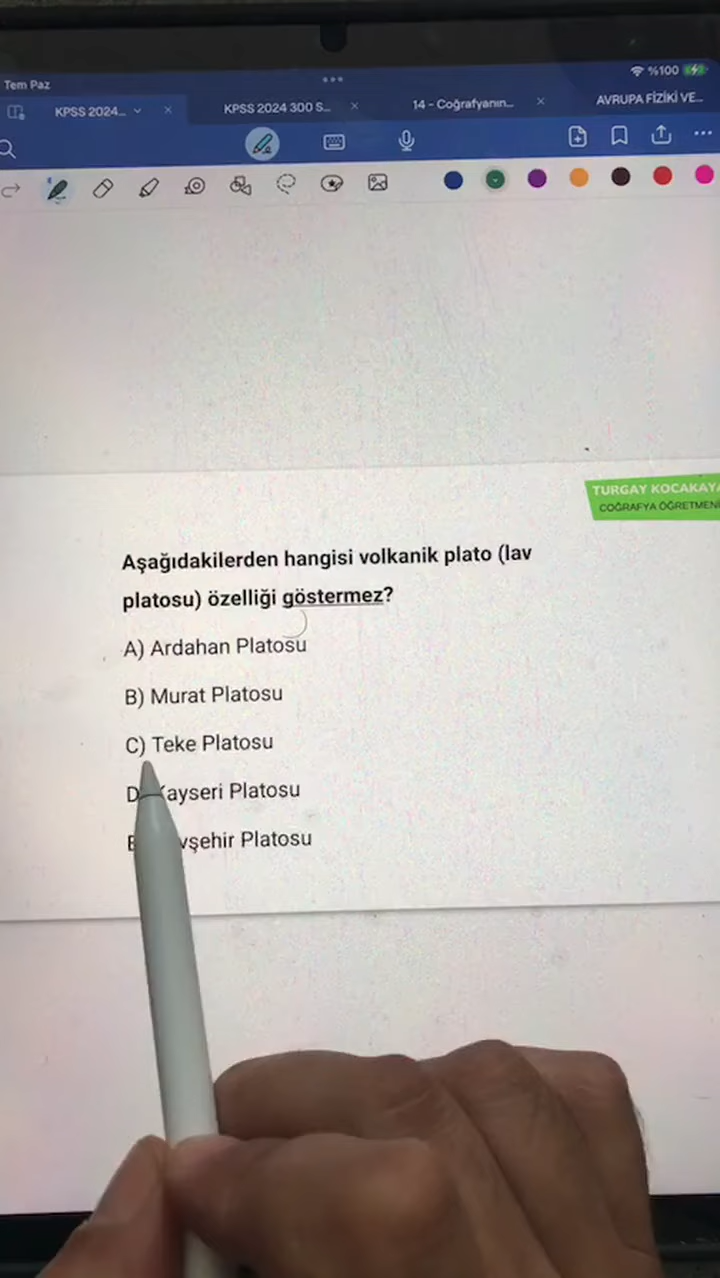 Tem Paz
%100
KPSS 2024...
KPSS 2024 300 S...
14 - Coğrafyanın...
AVRUPA FİZİKİ VE...
TURGAY KOCAKAYA
COĞRAFYA ÖĞRETMENİ
Aşağıdakilerden hangisi volkanik plato (lav
platosu) özelliği göstermez?
A) Ardahan Platosu
B) Murat Platosu
C) Teke Platosu
D ayseri Platosu
E vşehir Platosu